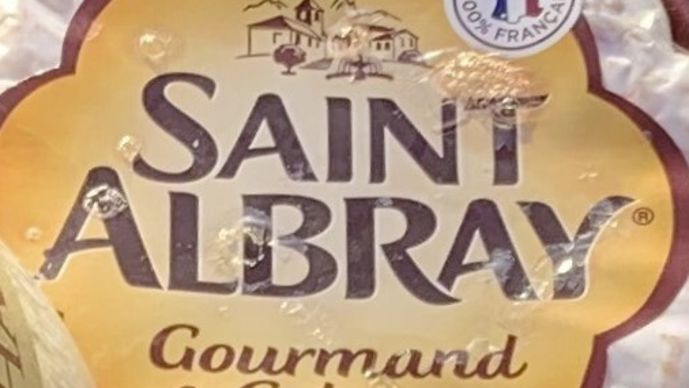 100% FRANÇAIS
SAINT
ALBRAY®
Gourmand